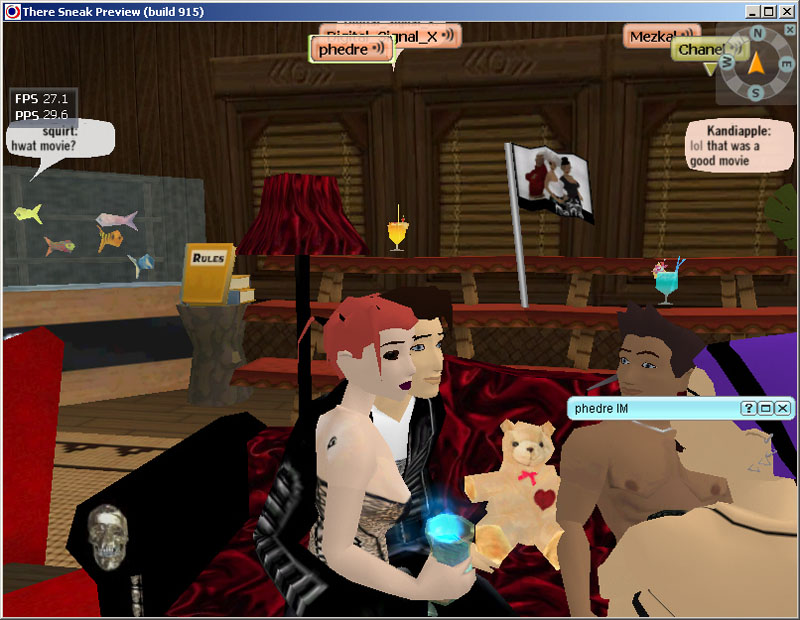 There Sneak Preview (build 915)
Digital_Signal_X
phedre
Mezkal
Chanel
N
W
E
S
FPS 27.1
PPS 29.6
squirt:
hwat movie?
Kandiapple:
lol that was a
good movie
RULES
phedre IM
?